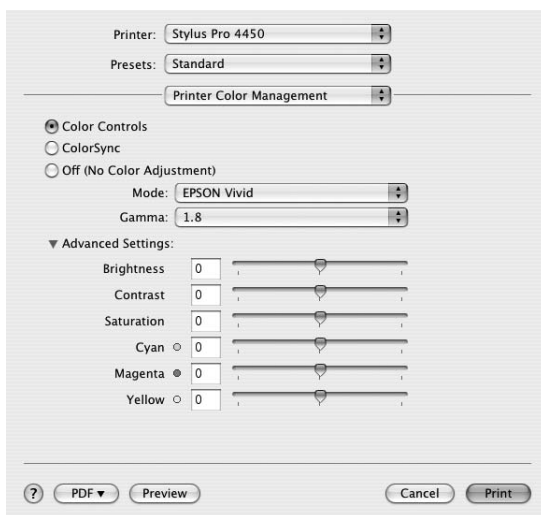 Printer: Stylus Pro 4450
Presets: Standard
Printer Color Management
Color Controls
ColorSync
Off (No Color Adjustment)
Mode: EPSON Vivid
Gamma: 1.8
Advanced Settings:
Brightness 0
Contrast 0
Saturation 0
Cyan 0
Magenta 0
Yellow 0
? PDF Preview Cancel Print